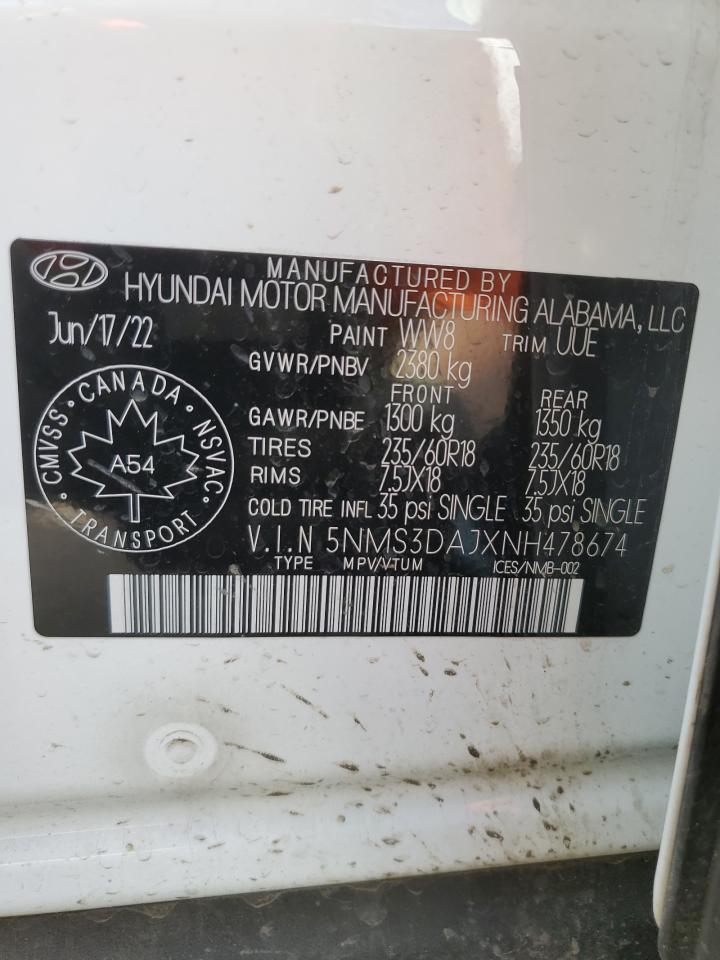 MANUFACTURED BY
HYUNDAI MOTOR MANUFACTURING ALABAMA, LLC
Jun/17/22 PAINT WW8 TRIM UUE
GVWR/PNBV 2380 kg
FRONT REAR
GAWR/PNBE 1300 kg 1350 kg
TIRES 235/60R18 235/60R18
RIMS 7.5JX18 7.5JX18
COLD TIRE INFL 35 psi SINGLE 35 psi SINGLE
V.I.N 5NMS3DAJXNH478674
TYPE MPV/VTUM ICES/NMB-002
CMVSS · CANADA · NSVAC ·
A54
TRANSPORT